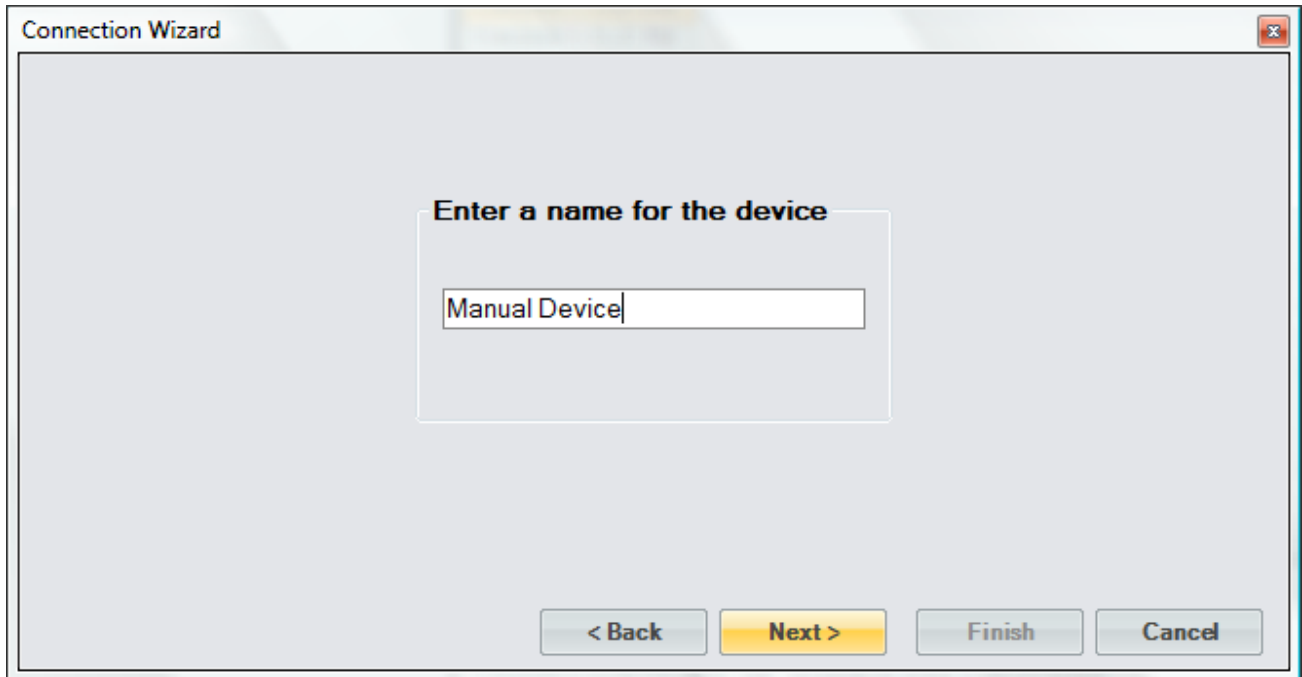 Connection Wizard
Enter a name for the device
Manual Device
< Back Next > Finish Cancel